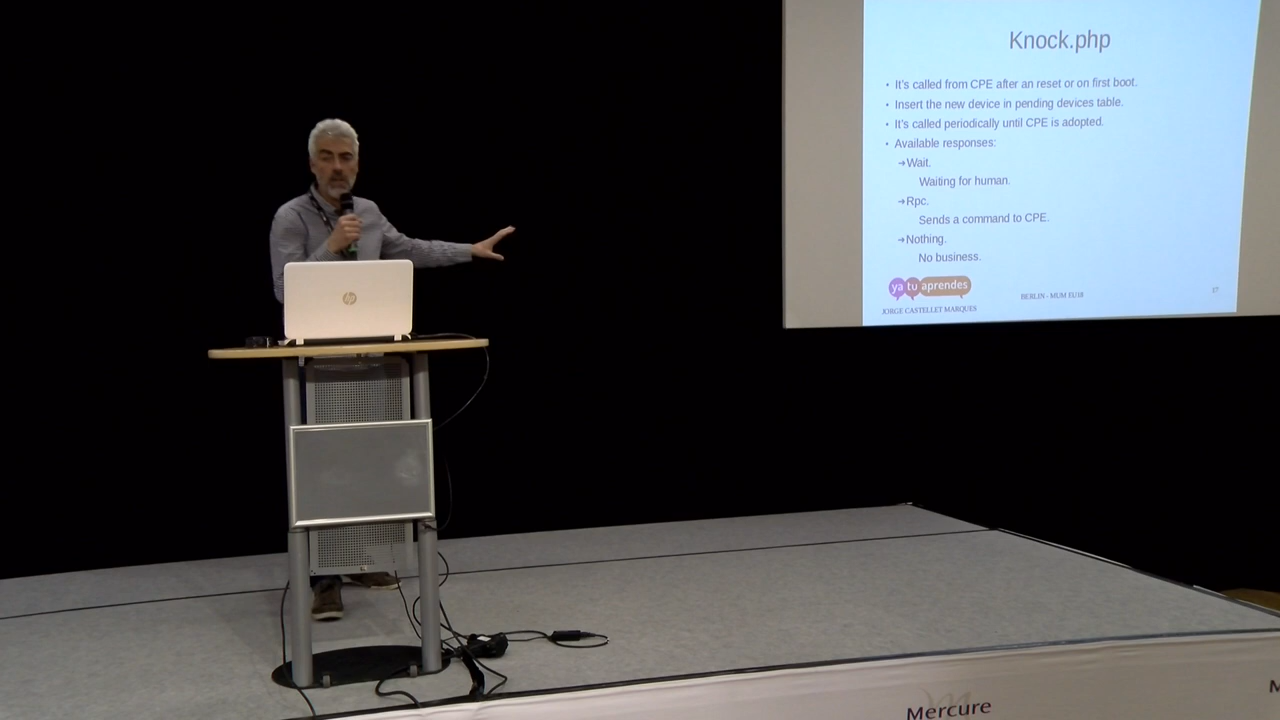 Knock.php
• It's called from CPE after an reset or on first boot.
• Insert the new device in pending devices table.
• It's called periodically until CPE is adopted.
• Available responses:
➔Wait.
Waiting for human.
➔Rpc.
Sends a command to CPE.
➔Nothing.
No business.
ya tu aprendes
JORGE CASTELLET MARQUES
BERLIN - MUM EU18
17
hp
Mercure
M